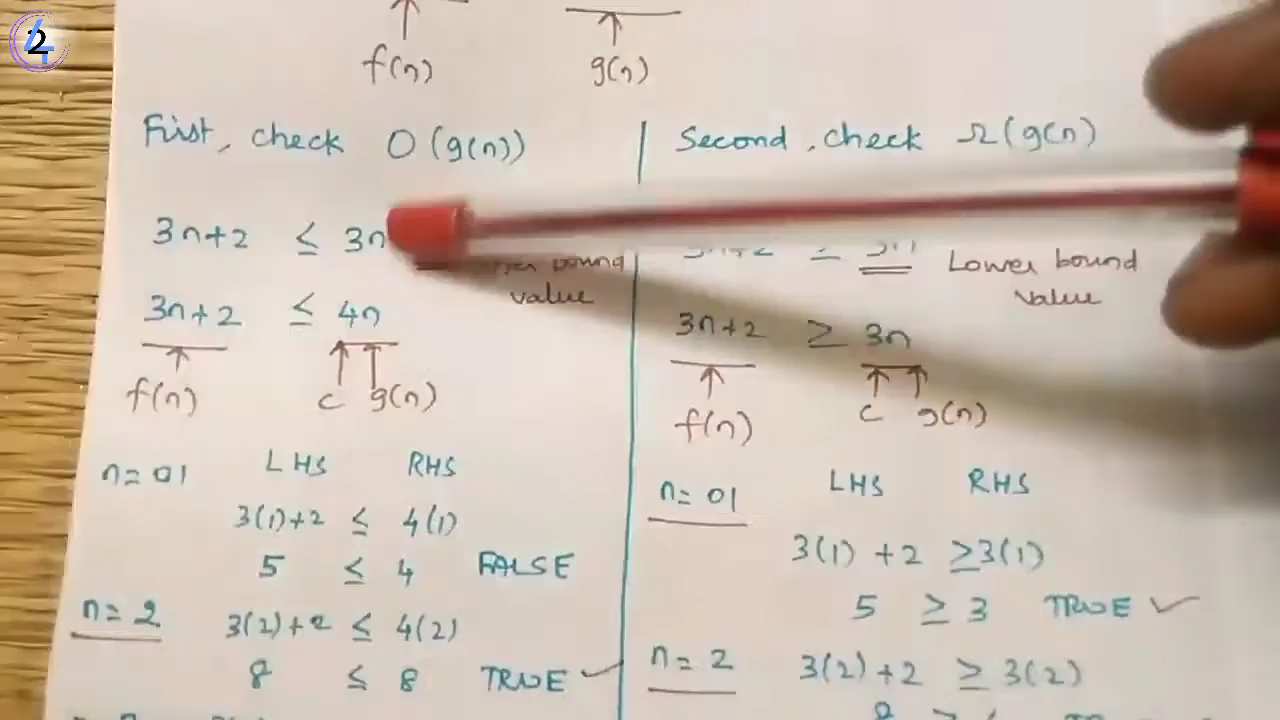 24
f(n) g(n)
First, check O(g(n))
3n+2 ≤ 3n
value
3n+2 ≤ 4n
f(n) c g(n)
n=01 LHS RHS
3(1)+2 ≤ 4(1)
5 ≤ 4 FALSE
n=2 3(2)+2 ≤ 4(2)
8 ≤ 8 TRUE ✓
Second, check Ω(g(n)
Lower bound
value
3n+2 ≥ 3n
f(n) c g(n)
n=01 LHS RHS
3(1)+2 ≥3(1)
5 ≥ 3 TRUE ✓
n=2 3(2)+2 ≥ 3(2)